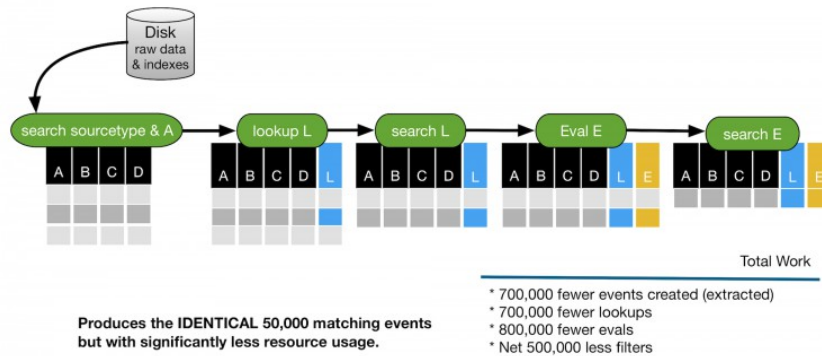 Disk
raw data
& indexes
search sourcetype & A
lookup L
search L
Eval E
search E
A B C D
A B C D L
A B C D L
A B C D L E
A B C D L E
Total Work
* 700,000 fewer events created (extracted)
* 700,000 fewer lookups
* 800,000 fewer evals
* Net 500,000 less filters
Produces the IDENTICAL 50,000 matching events
but with significantly less resource usage.